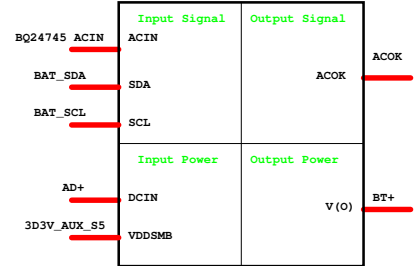 Input Signal Output Signal
BQ24745 ACIN ACIN
ACOK
BAT_SDA ACOK
SDA
BAT_SCL
SCL
Input Power Output Power
AD+ DCIN
V(O) BT+
3D3V_AUX_S5 VDDSMB